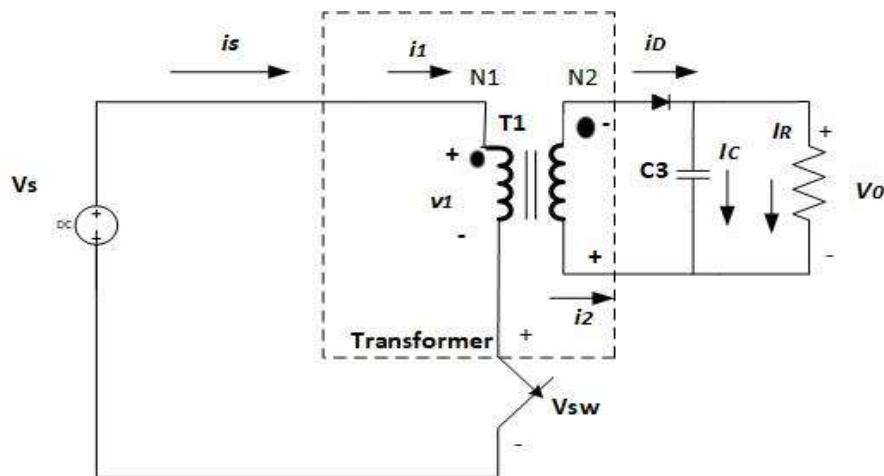 is
i1
N1
N2
iD
T1
+
-
+
Vs
DC
+
+
v1
-
C3
IC
IR
V0
-
+
i2
Transformer
+
Vsw
-